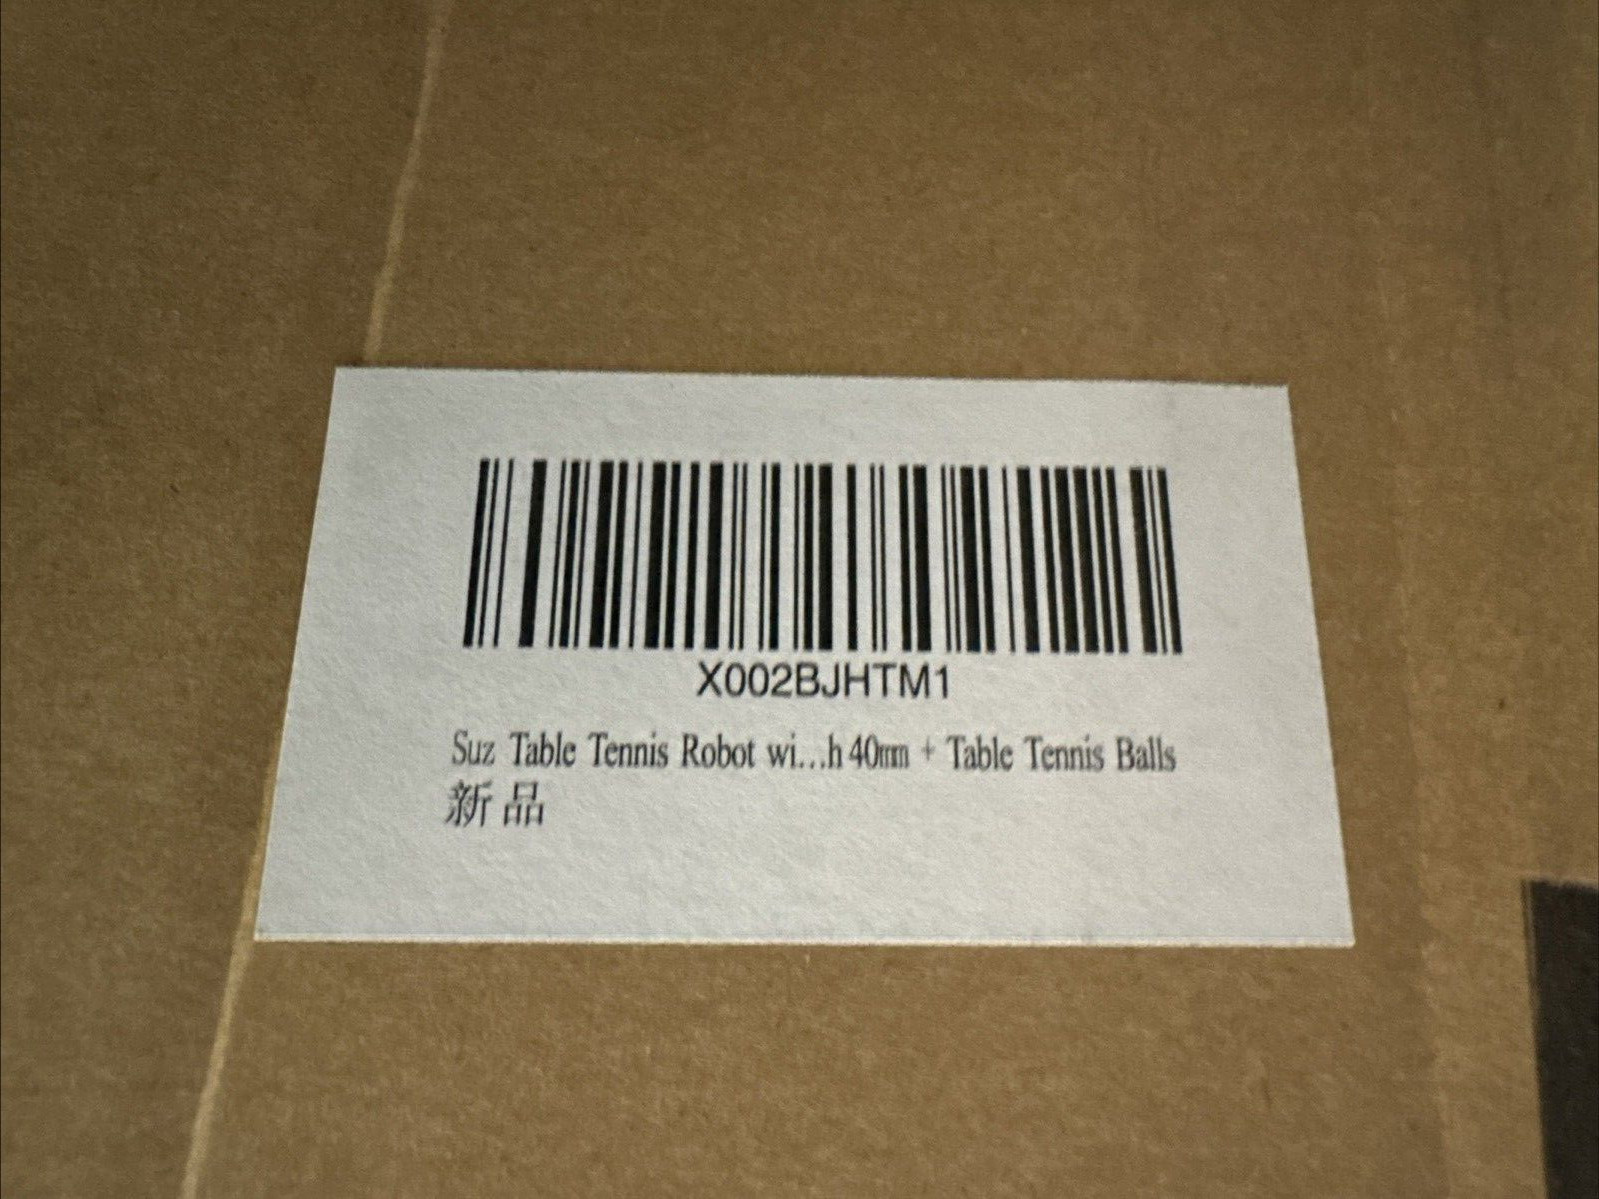 X002BJHTM1
Suz Table Tennis Robot wi...h 40mm + Table Tennis Balls
新品